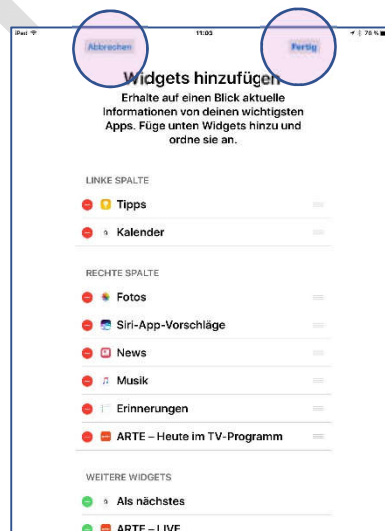 iPad 11:03 70 %
Abbrechen Fertig
Widgets hinzufügen
Erhalte auf einen Blick aktuelle
Informationen von deinen wichtigsten
Apps. Füge unten Widgets hinzu und
ordne sie an.
LINKE SPALTE
Tipps
Kalender
RECHTE SPALTE
Fotos
Siri-App-Vorschläge
News
Musik
Erinnerungen
ARTE – Heute im TV-Programm
WEITERE WIDGETS
Als nächstes
ARTE – LIVE